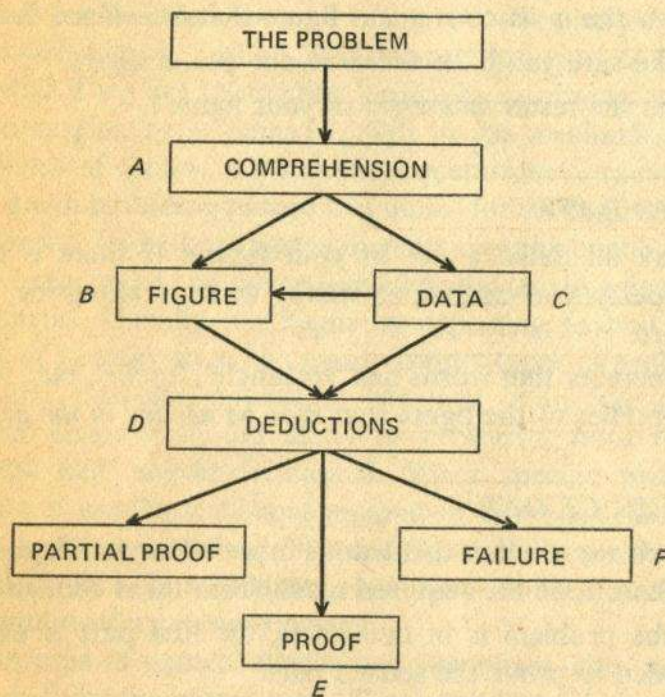 THE PROBLEM
A COMPREHENSION
B FIGURE DATA C
D DEDUCTIONS
PARTIAL PROOF FAILURE F
PROOF
E